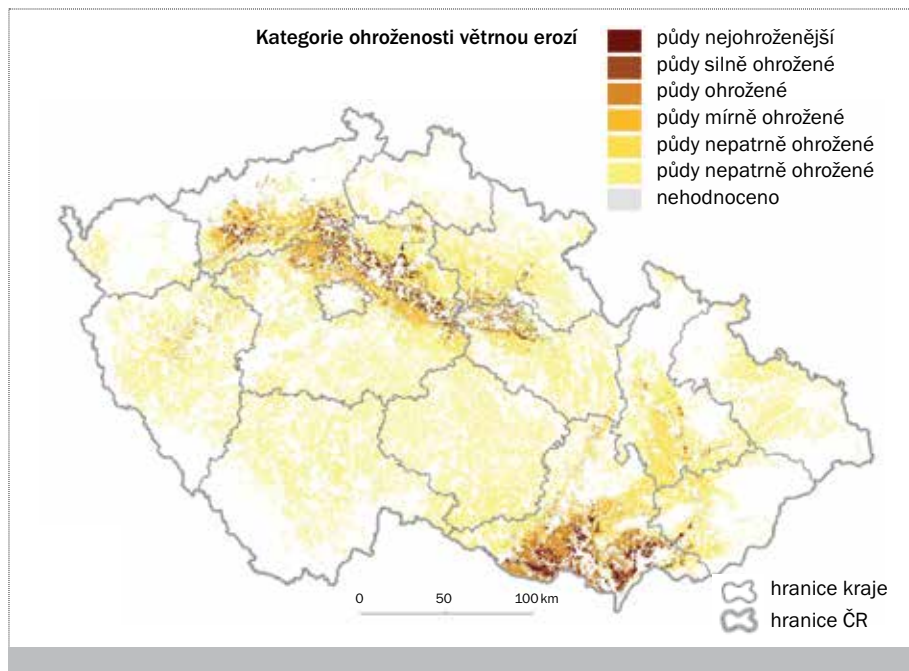 Kategorie ohroženosti větrnou erozí
půdy nejohroženější
půdy silně ohrožené
půdy ohrožené
půdy mírně ohrožené
půdy nepatrně ohrožené
půdy nepatrně ohrožené
nehodnoceno
0 50 100 km
hranice kraje
hranice ČR